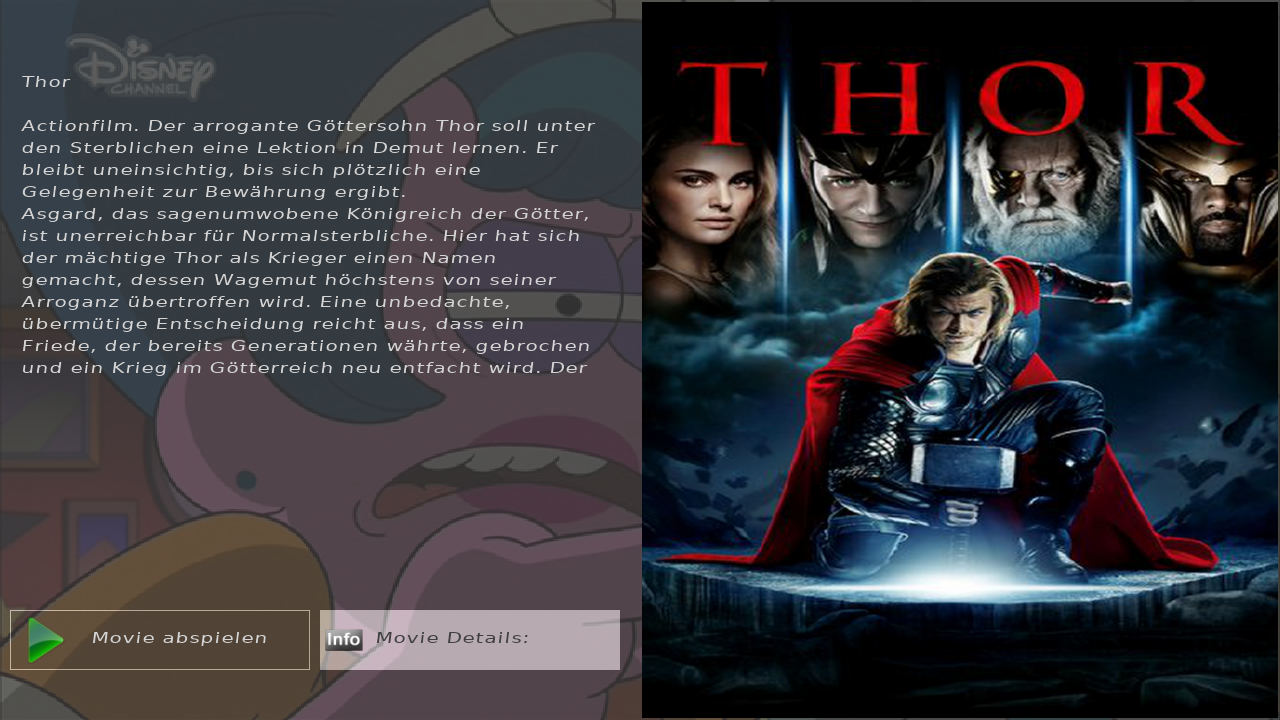 Disney
CHANNEL
Thor
Actionfilm. Der arrogante Göttersohn Thor soll unter
den Sterblichen eine Lektion in Demut lernen. Er
bleibt uneinsichtig, bis sich plötzlich eine
Gelegenheit zur Bewährung ergibt.
Asgard, das sagenumwobene Königreich der Götter,
ist unerreichbar für Normalsterbliche. Hier hat sich
der mächtige Thor als Krieger einen Namen
gemacht, dessen Wagemut höchstens von seiner
Arroganz übertroffen wird. Eine unbedachte,
übermütige Entscheidung reicht aus, dass ein
Friede, der bereits Generationen währte, gebrochen
und ein Krieg im Götterreich neu entfacht wird. Der
Movie abspielen
Info Movie Details:
THOR